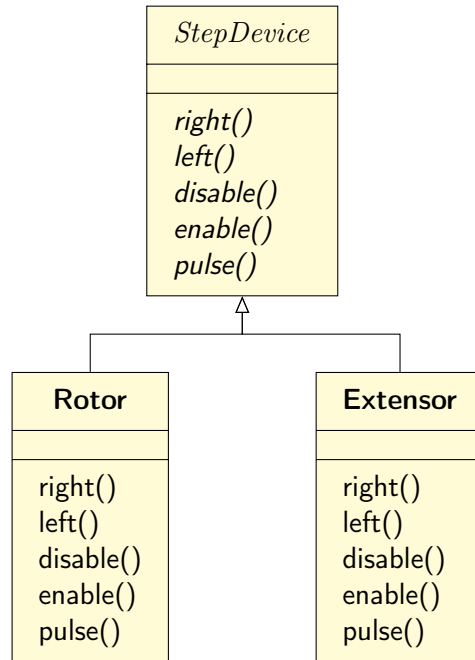 StepDevice
right()
left()
disable()
enable()
pulse()
Rotor
right()
left()
disable()
enable()
pulse()
Extensor
right()
left()
disable()
enable()
pulse()